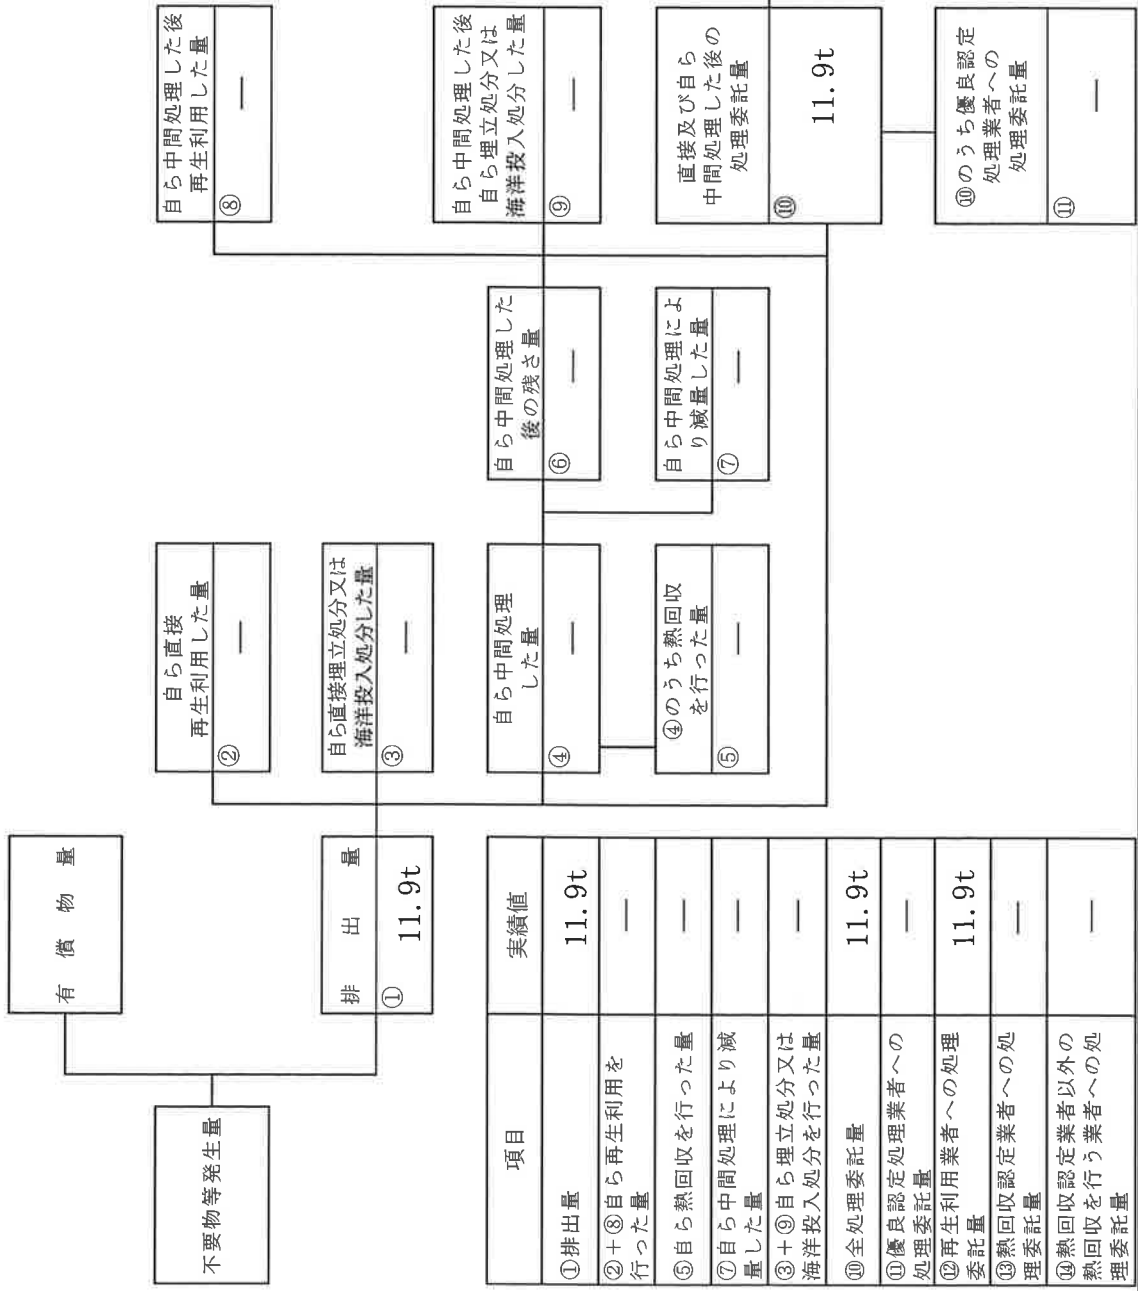 不要物等発生量
有償物量
排出量
① 11.9t
自ら直接
再生利用した量
② —
自ら直接埋立処分又は
海洋投入処分した量
③ —
自ら中間処理
した量
④ —
④のうち熱回収
を行った量
⑤ —
自ら中間処理した
後の残さ量
⑥ —
自ら中間処理によ
り減量した量
⑦ —
自ら中間処理した後
再生利用した量
⑧ —
自ら中間処理した後
自ら埋立処分又は
海洋投入処分した量
⑨ —
直接及び自ら
中間処理した後の
処理委託量
⑩ 11.9t
⑩のうち優良認定
処理業者への
処理委託量
⑪ —
項目 実績値
①排出量 11.9t
②+⑧自ら再生利用を
行った量 —
⑤自ら熱回収を行った量 —
⑦自ら中間処理により減
量した量 —
③+⑨自ら埋立処分又は
海洋投入処分を行った量 —
⑩全処理委託量 11.9t
⑪優良認定処理業者への
処理委託量 —
⑫再生利用業者への処理
委託量 11.9t
⑬熱回収認定業者への処
理委託量 —
⑭熱回収認定業者以外の
熱回収を行う業者への処
理委託量 —